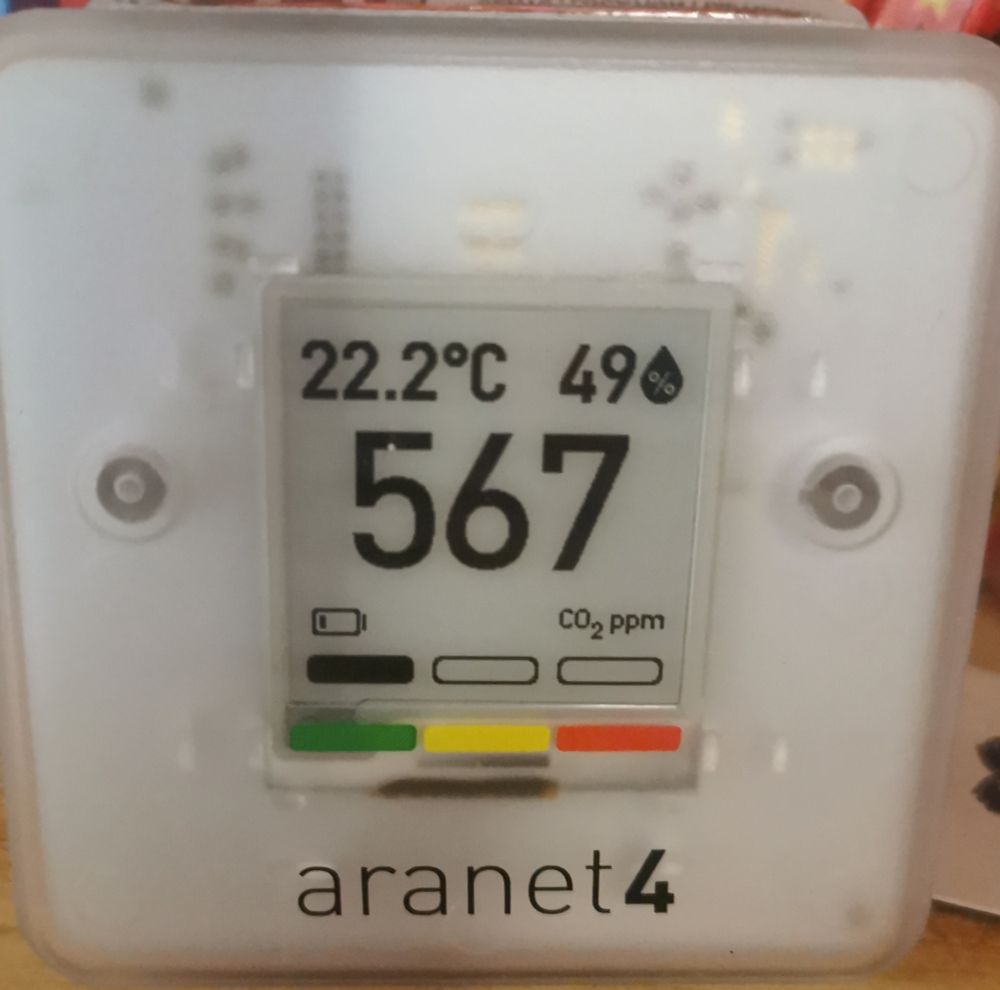 22.2°C 49%
567
CO₂ ppm
aranet4